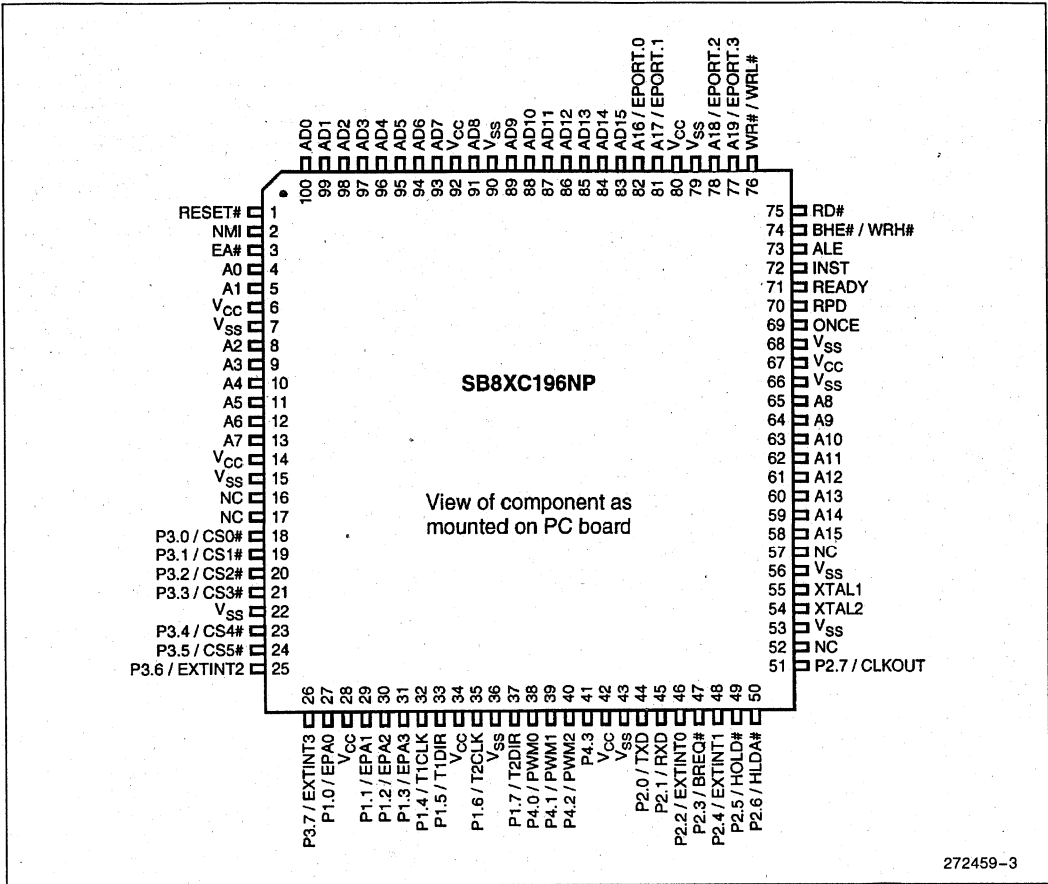 AD0
AD1
AD2
AD3
AD4
AD5
AD6
AD7
VCC
AD8
VSS
AD9
AD10
AD11
AD12
AD13
AD14
AD15
A16 / EPORT.0
A17 / EPORT.1
VCC
VSS
A18 / EPORT.2
A19 / EPORT.3
WR# / WRL#
100
99
98
97
96
95
94
93
92
91
90
89
88
87
86
85
84
83
82
81
80
79
78
77
76
RESET# 1
NMI 2
EA# 3
A0 4
A1 5
VCC 6
VSS 7
A2 8
A3 9
A4 10
A5 11
A6 12
A7 13
VCC 14
VSS 15
NC 16
NC 17
P3.0 / CS0# 18
P3.1 / CS1# 19
P3.2 / CS2# 20
P3.3 / CS3# 21
VSS 22
P3.4 / CS4# 23
P3.5 / CS5# 24
P3.6 / EXTINT2 25
SB8XC196NP
View of component as
mounted on PC board
75 RD#
74 BHE# / WRH#
73 ALE
72 INST
71 READY
70 RPD
69 ONCE
68 VSS
67 VCC
66 VSS
65 A8
64 A9
63 A10
62 A11
61 A12
60 A13
59 A14
58 A15
57 NC
56 VSS
55 XTAL1
54 XTAL2
53 VSS
52 NC
51 P2.7 / CLKOUT
26
27
28
29
30
31
32
33
34
35
36
37
38
39
40
41
42
43
44
45
46
47
48
49
50
P3.7 / EXTINT3
P1.0 / EPA0
VCC
P1.1 / EPA1
P1.2 / EPA2
P1.3 / EPA3
P1.4 / T1CLK
P1.5 / T1DIR
VCC
P1.6 / T2CLK
VSS
P1.7 / T2DIR
P4.0 / PWM0
P4.1 / PWM1
P4.2 / PWM2
P4.3
VCC
VSS
P2.0 / TXD
P2.1 / RXD
P2.2 / EXTINT0
P2.3 / BREQ#
P2.4 / EXTINT1
P2.5 / HOLD#
P2.6 / HLDA#
272459-3